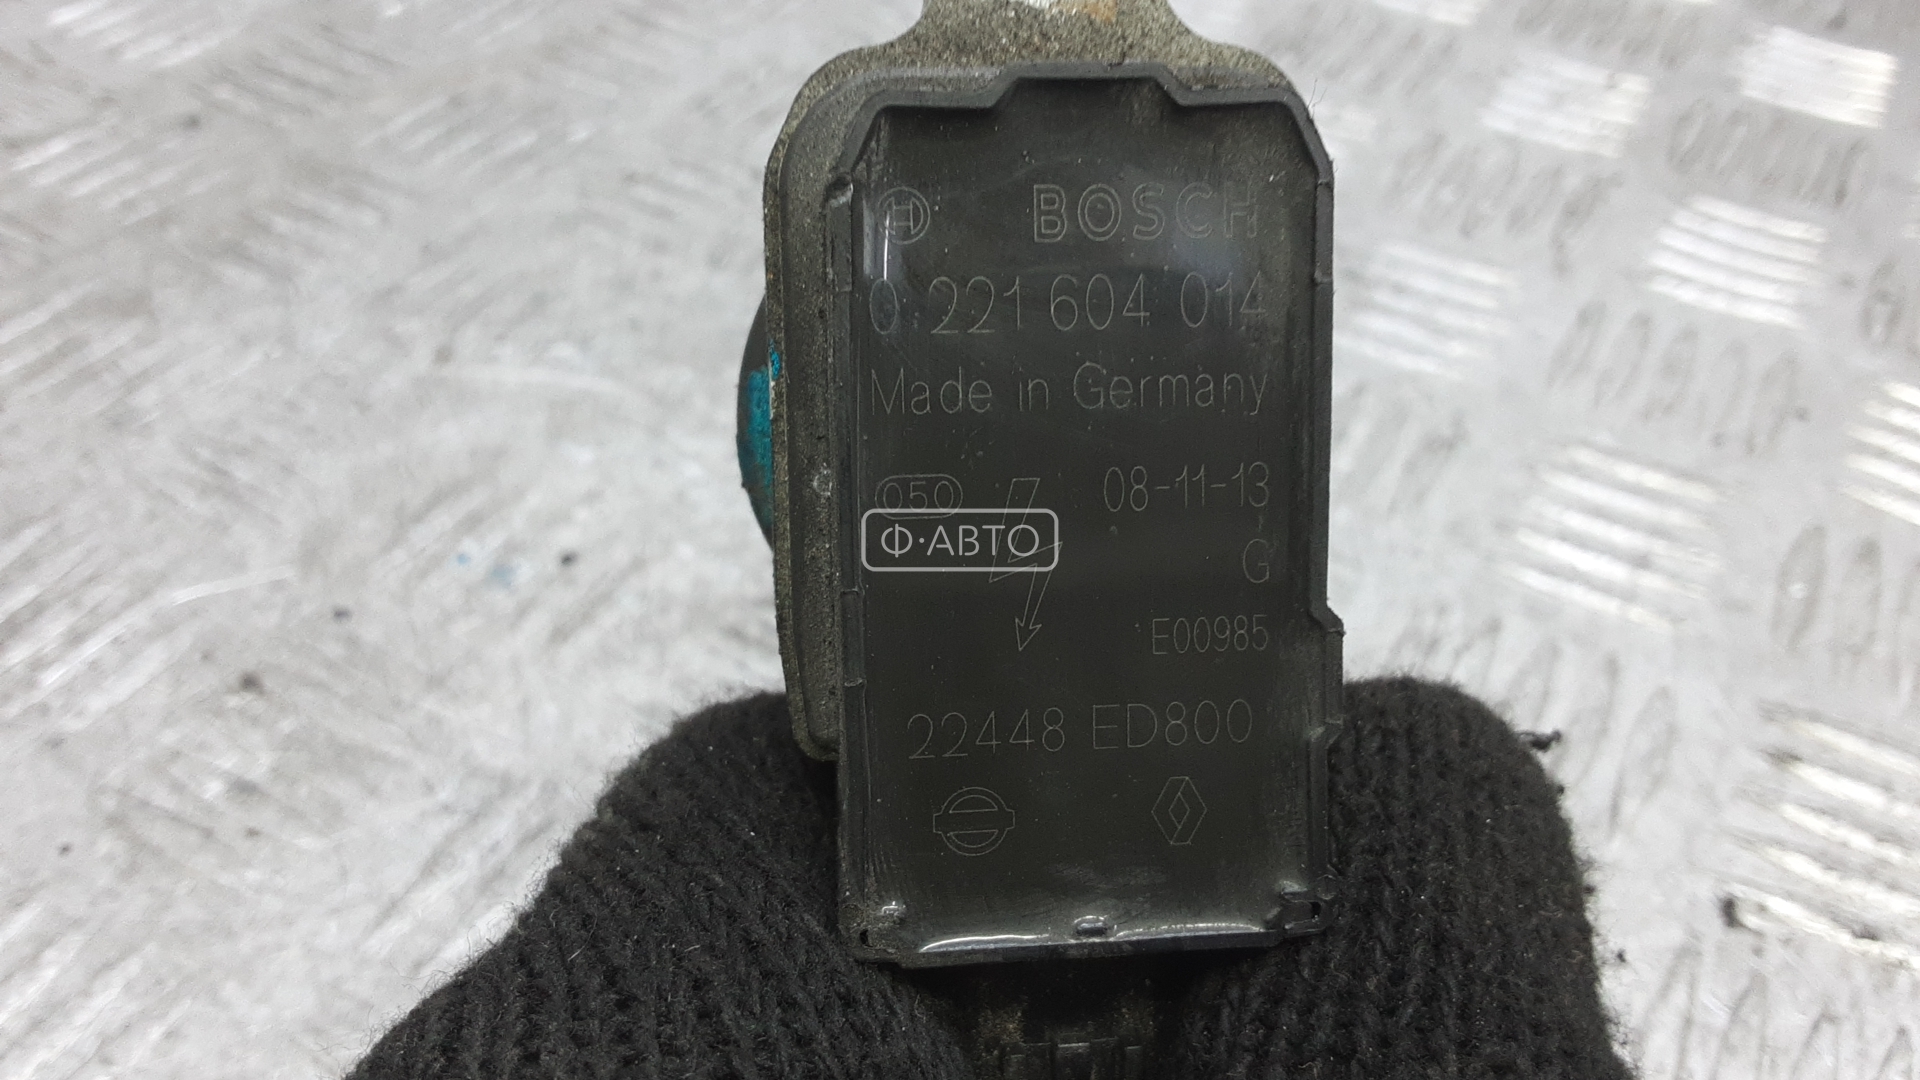 BOSCH
0 221 604 014
Made in Germany
050 08-11-13
Ф·АВТО
G
E00985
22448 ED800